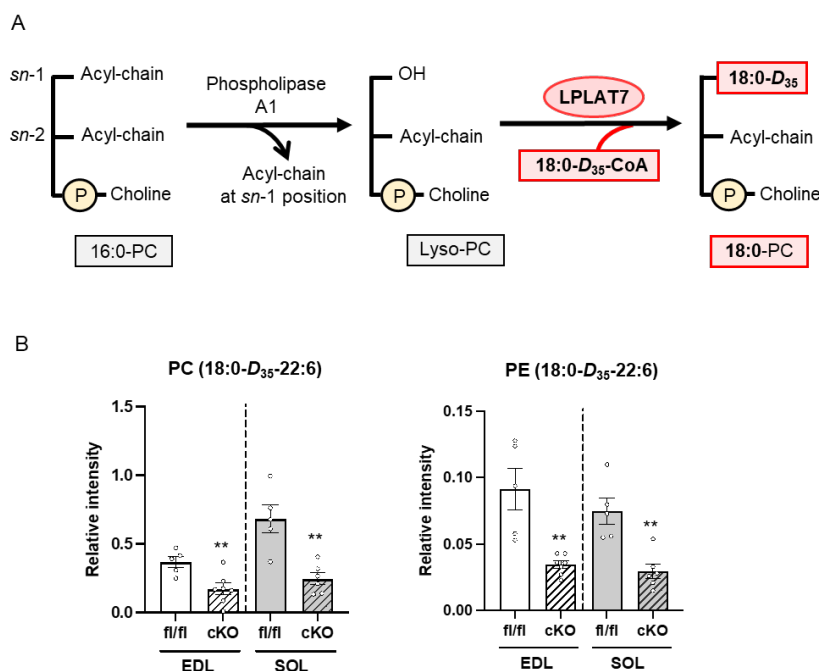 A
sn-1
Acyl-chain
sn-2
Acyl-chain
P
Choline
16:0-PC
Phospholipase
A1
Acyl-chain
at sn-1 position
OH
Acyl-chain
P
Choline
Lyso-PC
LPLAT7
18:0-D35-CoA
18:0-D35
Acyl-chain
P
Choline
18:0-PC
B
PC (18:0-D35-22:6)
Relative intensity
1.5
1.0
0.5
0.0
**
**
fl/fl cKO fl/fl cKO
EDL SOL
PE (18:0-D35-22:6)
Relative intensity
0.15
0.10
0.05
0.00
**
**
fl/fl cKO fl/fl cKO
EDL SOL